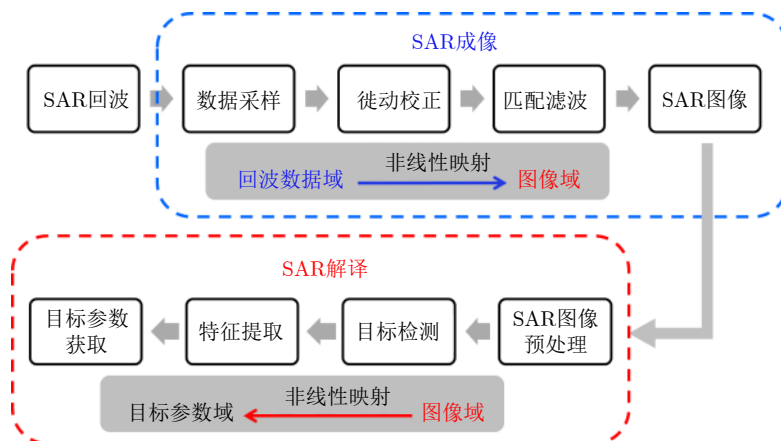 SAR成像
SAR回波
数据采样
徙动校正
匹配滤波
SAR图像
非线性映射
回波数据域
图像域
SAR解译
目标参数
获取
特征提取
目标检测
SAR图像
预处理
非线性映射
目标参数域
图像域